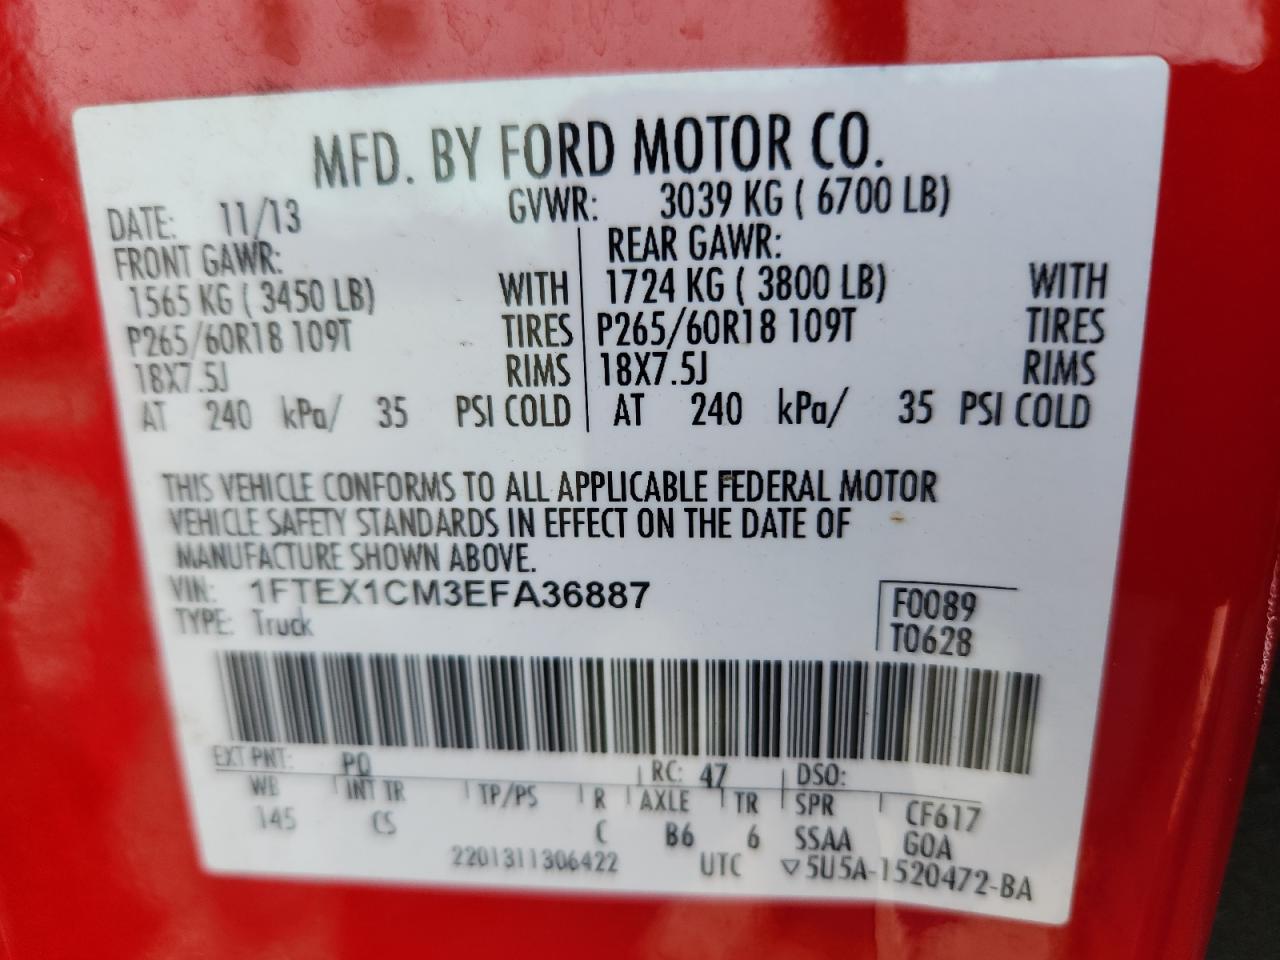 MFD. BY FORD MOTOR CO.
DATE: 11/13 GVWR: 3039 KG ( 6700 LB)
FRONT GAWR: REAR GAWR:
1565 KG ( 3450 LB) WITH 1724 KG ( 3800 LB) WITH
P265/60R18 109T TIRES P265/60R18 109T TIRES
18X7.5J RIMS 18X7.5J RIMS
AT 240 kPa/ 35 PSI COLD AT 240 kPa/ 35 PSI COLD
THIS VEHICLE CONFORMS TO ALL APPLICABLE FEDERAL MOTOR
VEHICLE SAFETY STANDARDS IN EFFECT ON THE DATE OF
MANUFACTURE SHOWN ABOVE.
VIN: 1FTEX1CM3EFA36887 F0089
TYPE: Truck T0628
EXT PNT: PQ RC: 47 DSO:
WB INT TR TP/PS R AXLE TR SPR CF617
145 CS C B6 6 SSAA GOA
2201311306422 UTC ▽5U5A-1520472-BA